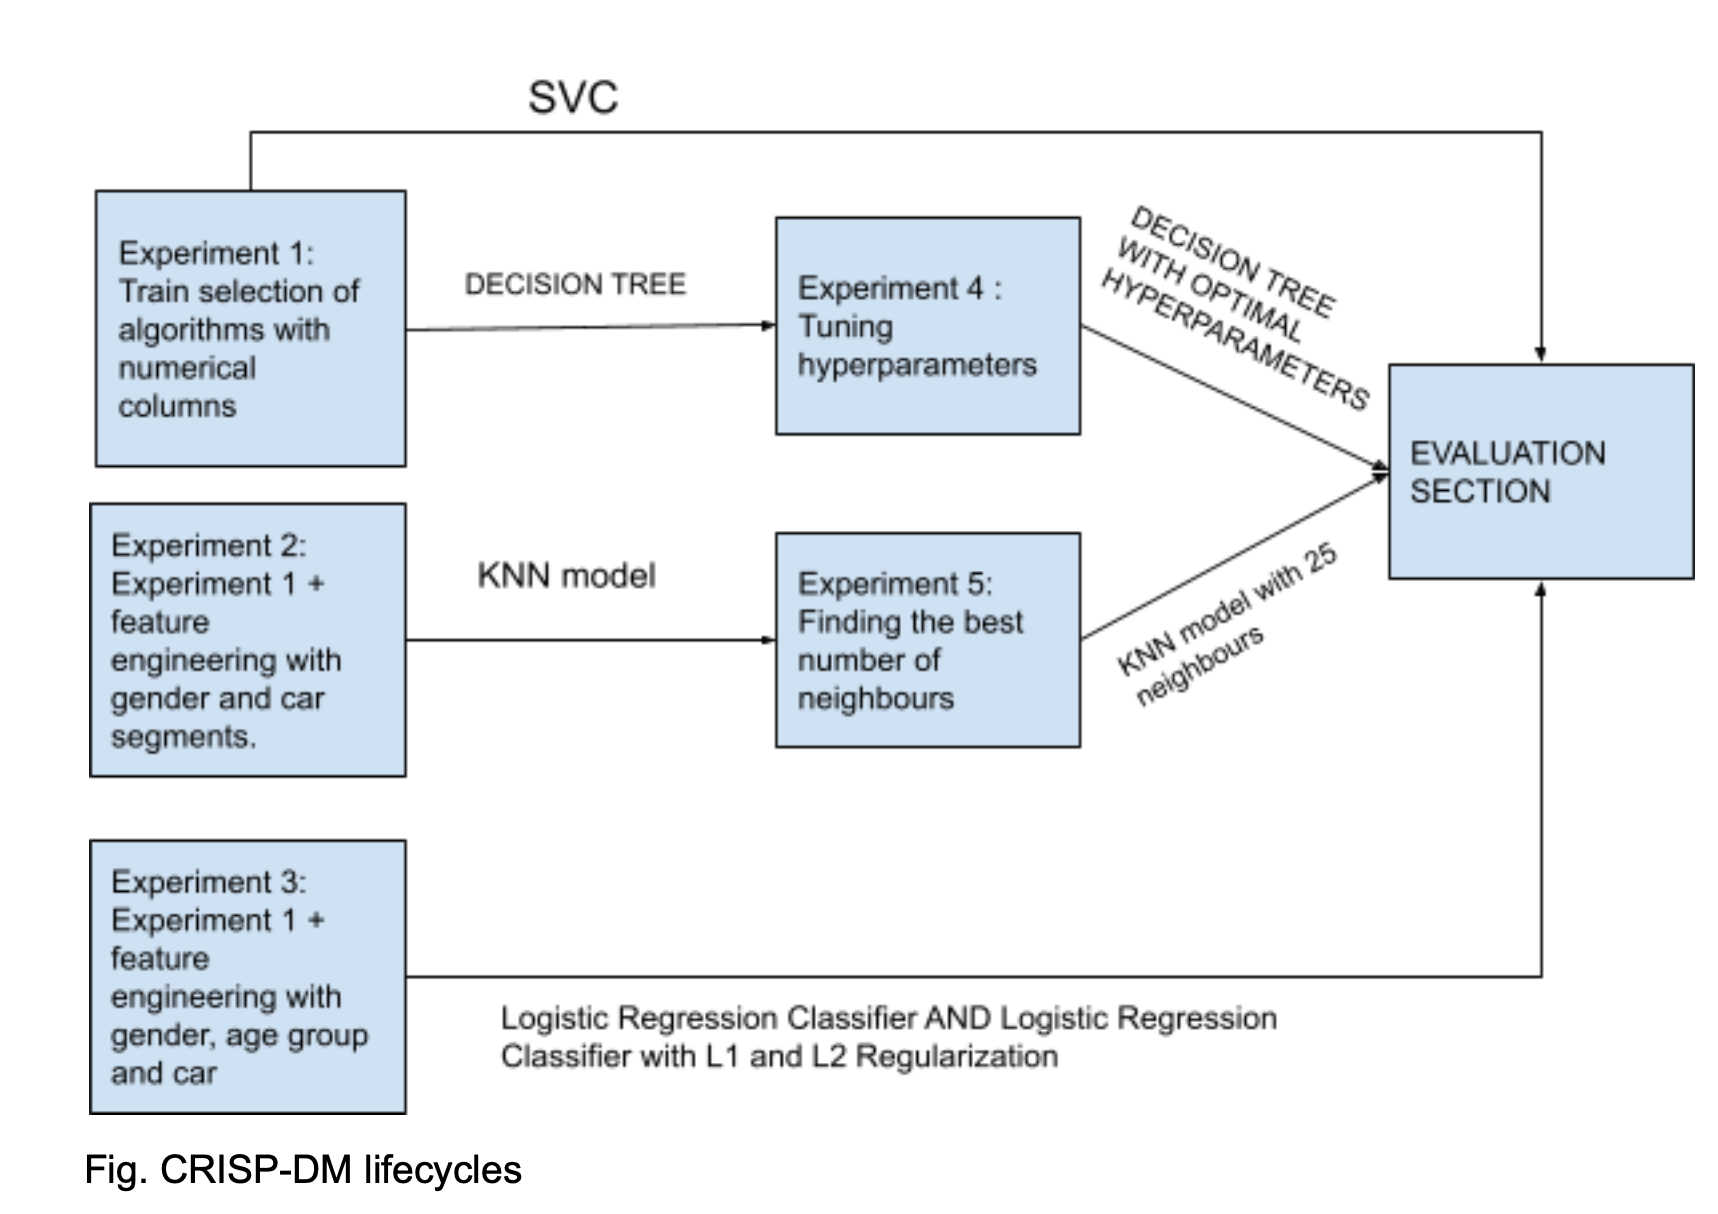 SVC
Experiment 1:
Train selection of
algorithms with
numerical
columns
DECISION TREE
Experiment 4 :
Tuning
hyperparameters
DECISION TREE
WITH OPTIMAL
HYPERPARAMETERS
EVALUATION
SECTION
Experiment 2:
Experiment 1 +
feature
engineering with
gender and car
segments.
KNN model
Experiment 5:
Finding the best
number of
neighbours
KNN model with 25
neighbours
Experiment 3:
Experiment 1 +
feature
engineering with
gender, age group
and car
Logistic Regression Classifier AND Logistic Regression
Classifier with L1 and L2 Regularization
Fig. CRISP-DM lifecycles